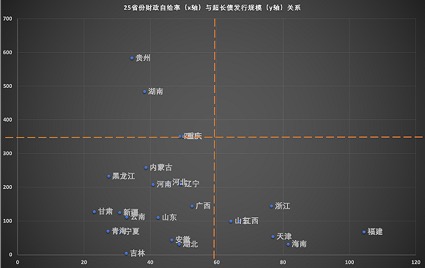 25省份财政自给率（x轴）与超长债发行规模（y轴）关系
700
600
贵州
500
湖南
400
重庆
300
内蒙古
黑龙江
河南 河北 辽宁
200
广西 浙江
甘肃 新疆
云南 山东 山东 江西
100
青海 宁夏 天津 福建
安徽 湖北 海南
吉林
0
0 20 40 60 80 100 120